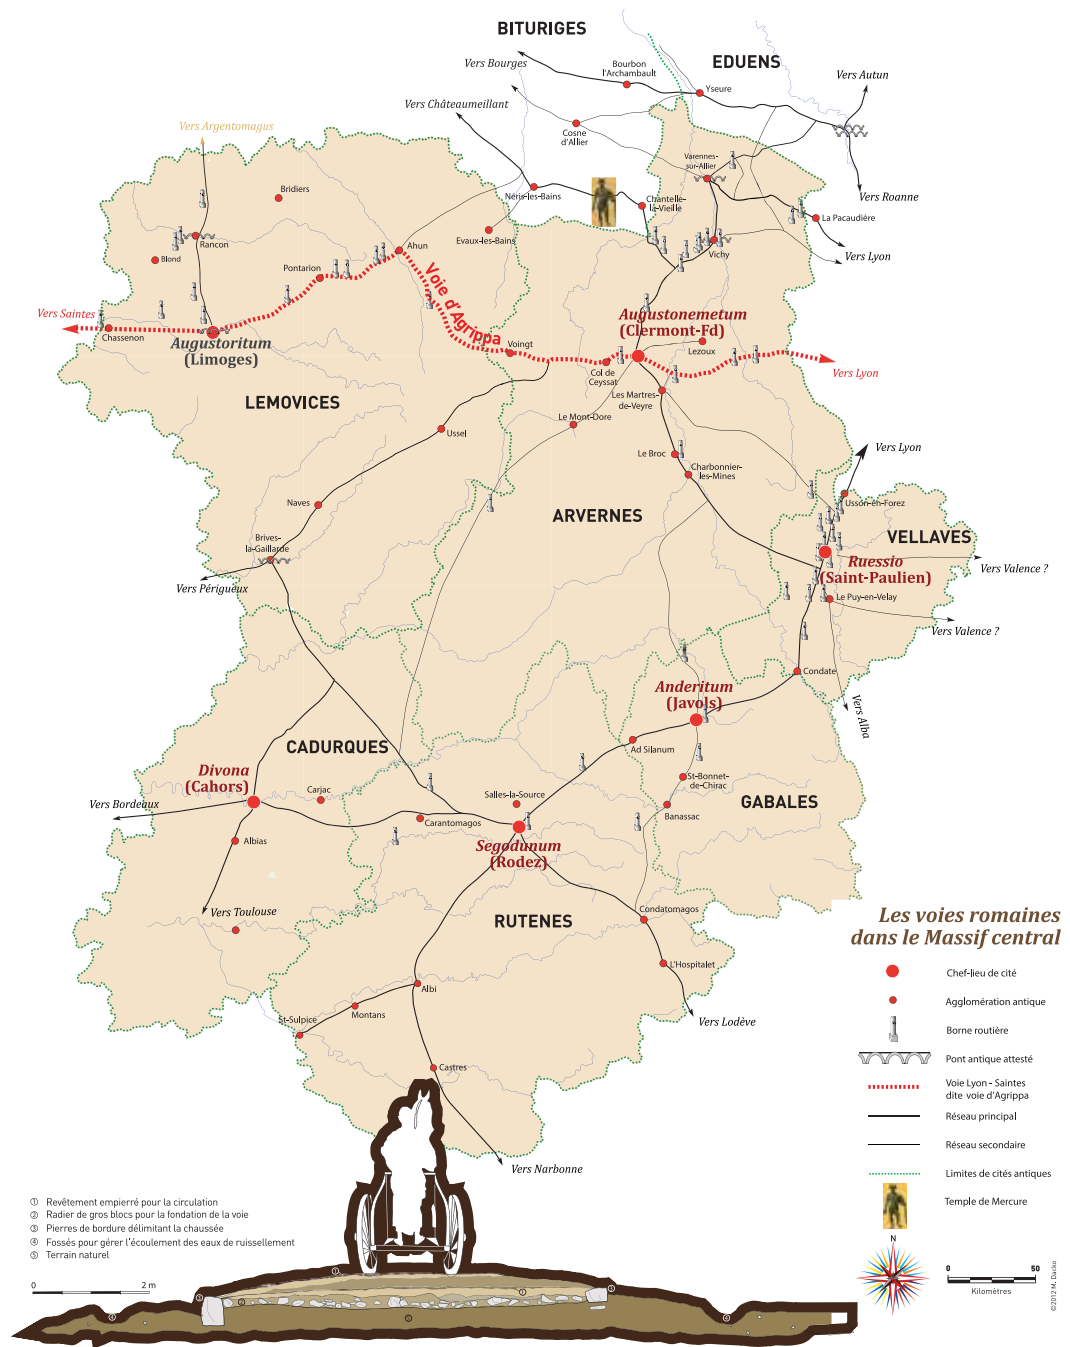 BITURIGES
EDUENS
Vers Bourges
Bourbon
l'Archambault
Yseure
Vers Autun
Vers Châteaumeillant
Vers Argentomagus
Cosne
d'Allier
Varennes-
sur-Allier
Bridiers
Néris-les-Bains
Chantelle-
la-Vieille
Vers Roanne
La Pacaudière
Rancon
Evaux-les-Bains
Ahun
Vichy
Vers Lyon
Blond
Pontarion
Voie d'Agrippa
Vers Saintes
Chassenon
Augustoritum
(Limoges)
Augustonemetum
(Clermont-Fd)
Voingt
Lezoux
Col de
Ceyssat
Vers Lyon
Les Martres-
de-Veyre
LEMOVICES
Le Mont-Dore
Ussel
Le Broc
Charbonnier-
les-Mines
Vers Lyon
Naves
Usson-en-Forez
ARVERNES
VELLAVES
Brives-
la-Gaillarde
Ruessio
(Saint-Paulien)
Vers Valence ?
Vers Périgueux
Le Puy-en-Velay
Vers Valence ?
Condate
Anderitum
(Javols)
Vers Alba
CADURQUES
Ad Silanum
Divona
(Cahors)
St-Bonnet-
de-Chirac
Carjac
Salles-la-Source
GABALES
Vers Bordeaux
Carantomagos
Banassac
Albias
Segodunum
(Rodez)
Vers Toulouse
RUTENES
Condatomagos
L'Hospitalet
Albi
Montans
St-Sulpice
Vers Lodève
Castres
Vers Narbonne
Les voies romaines
dans le Massif central
Chef-lieu de cité
Agglomération antique
Borne routière
Pont antique attesté
Voie Lyon - Saintes
dite voie d'Agrippa
Réseau principal
Réseau secondaire
Limites de cités antiques
Temple de Mercure
N
0 50
Kilomètres
©2012 M. Dacko
① Revêtement empierré pour la circulation
② Radier de gros blocs pour la fondation de la voie
③ Pierres de bordure délimitant la chaussée
④ Fossés pour gérer l'écoulement des eaux de ruissellement
⑤ Terrain naturel
0 2 m
①
①
②
③
③
④
④
⑤